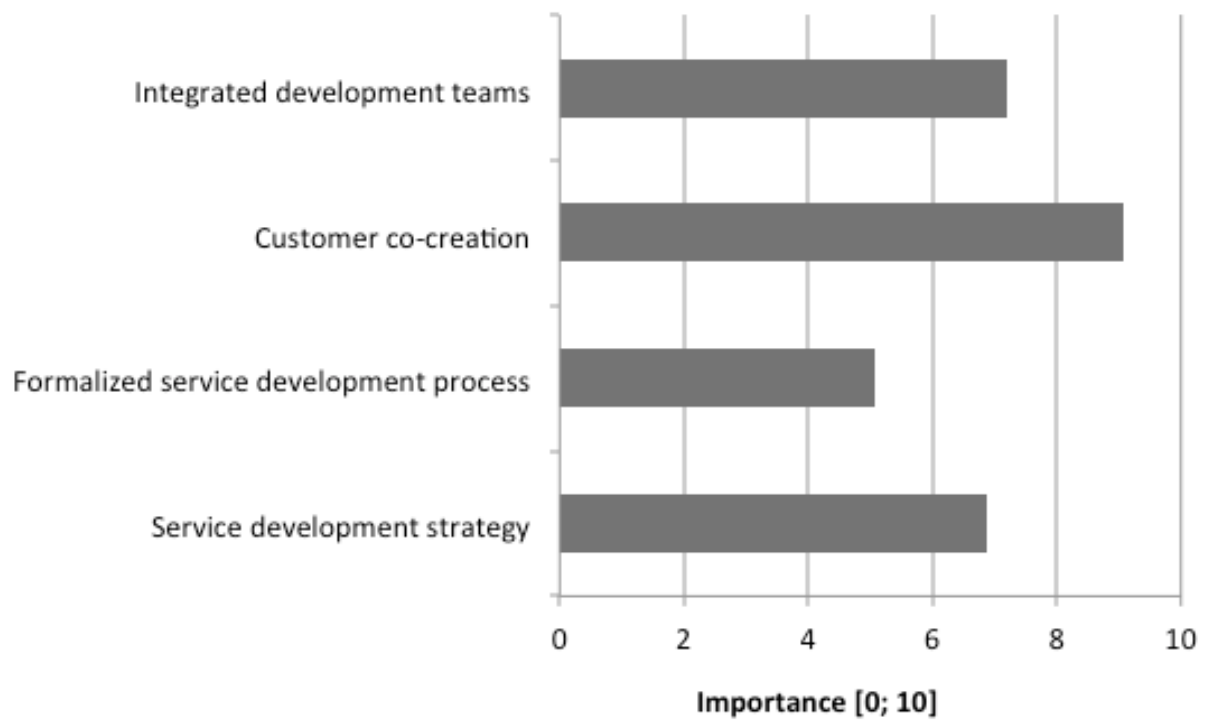 Integrated development teams
Customer co-creation
Formalized service development process
Service development strategy
0 2 4 6 8 10
Importance [0; 10]